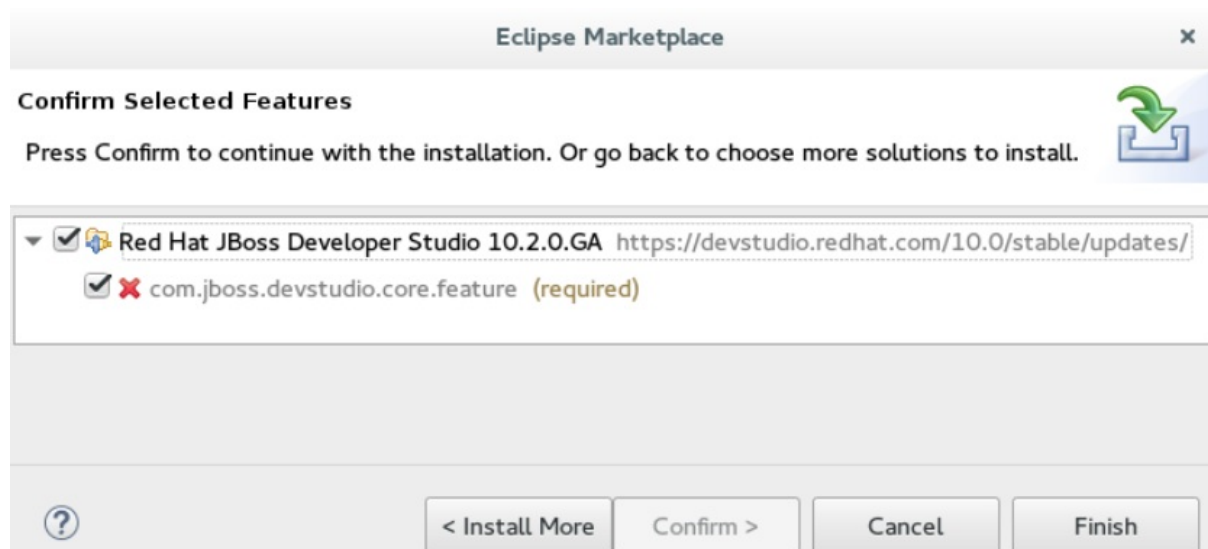 Eclipse Marketplace
Confirm Selected Features
Press Confirm to continue with the installation. Or go back to choose more solutions to install.
Red Hat JBoss Developer Studio 10.2.0.GA https://devstudio.redhat.com/10.0/stable/updates/
com.jboss.devstudio.core.feature (required)
< Install More Confirm > Cancel Finish